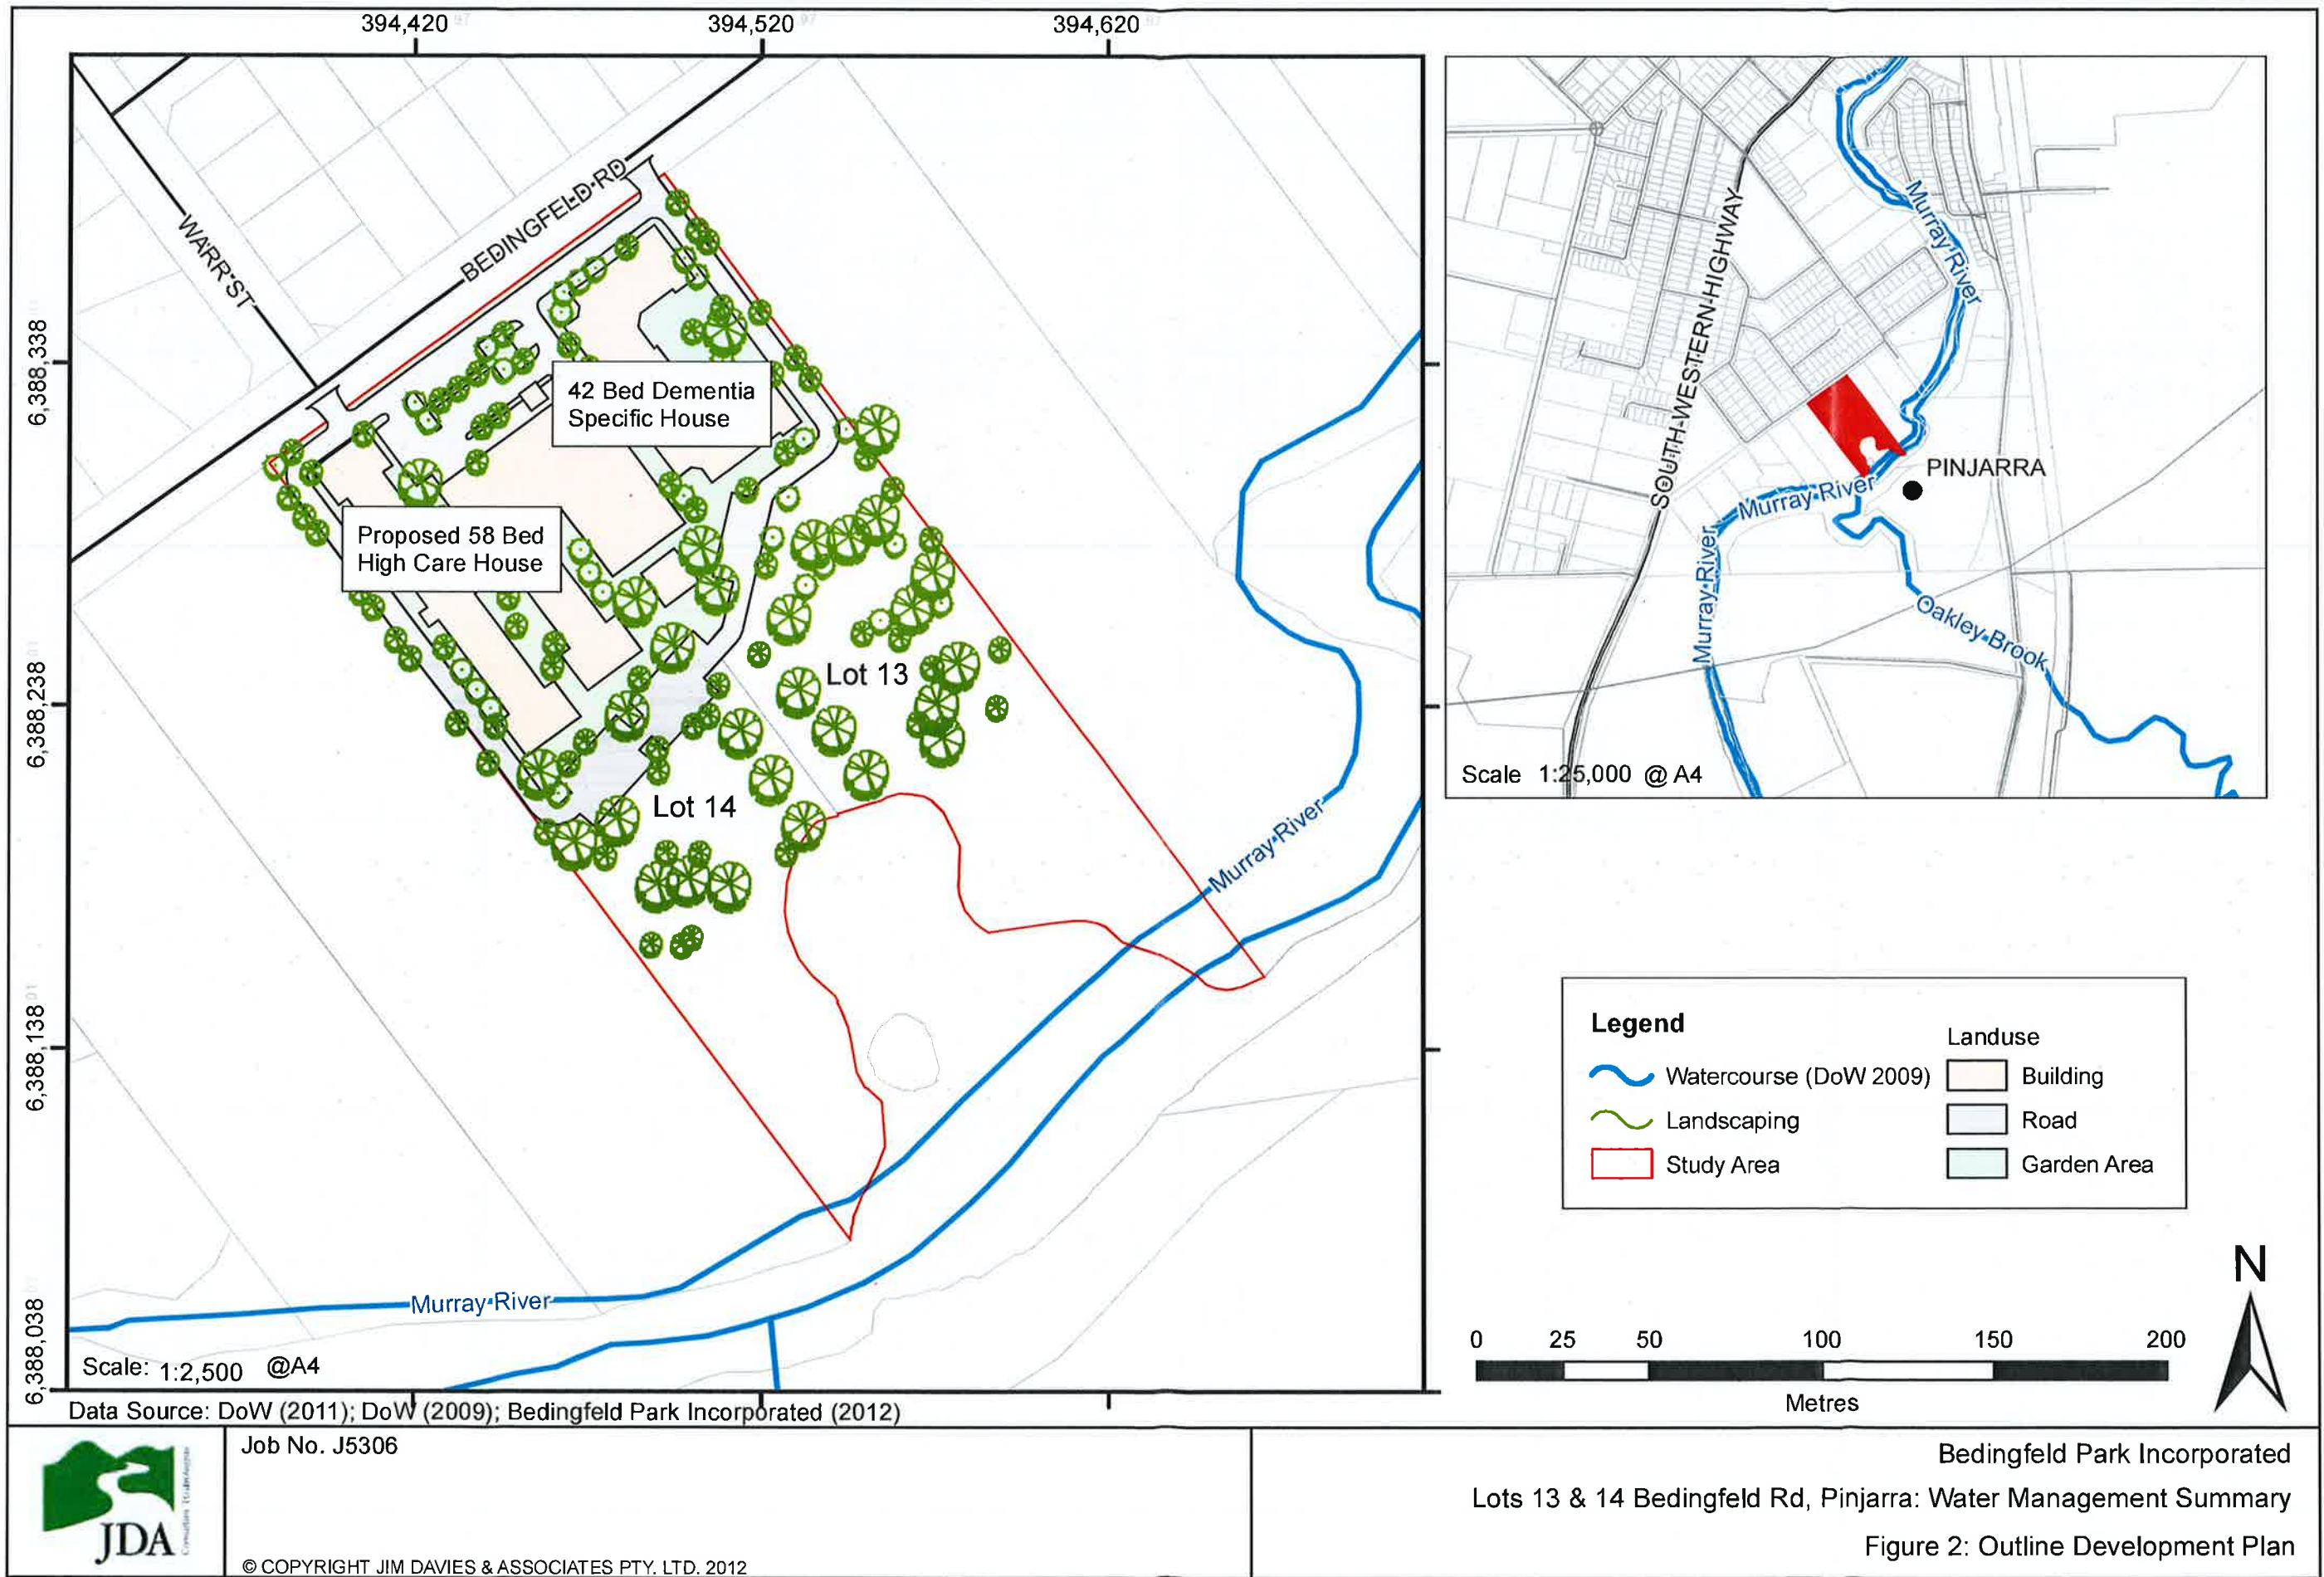 394,420
394,520
394,620
6,388,338
6,388,238
6,388,138
6,388,038
WARR ST
BEDINGFELD RD
42 Bed Dementia
Specific House
Proposed 58 Bed
High Care House
Lot 13
Lot 14
Murray River
Murray River
Scale: 1:2,500 @A4
SOUTH WESTERN HIGHWAY
Murray River
PINJARRA
Murray River
Murray River
Oakley Brook
Scale 1:25,000 @ A4
Legend
Watercourse (DoW 2009)
Landscaping
Study Area
Landuse
Building
Road
Garden Area
N
0 25 50 100 150 200
Metres
Data Source: DoW (2011); DoW (2009); Bedingfeld Park Incorporated (2012)
JDA
Job No. J5306
© COPYRIGHT JIM DAVIES & ASSOCIATES PTY. LTD. 2012
Bedingfeld Park Incorporated
Lots 13 & 14 Bedingfeld Rd, Pinjarra: Water Management Summary
Figure 2: Outline Development Plan